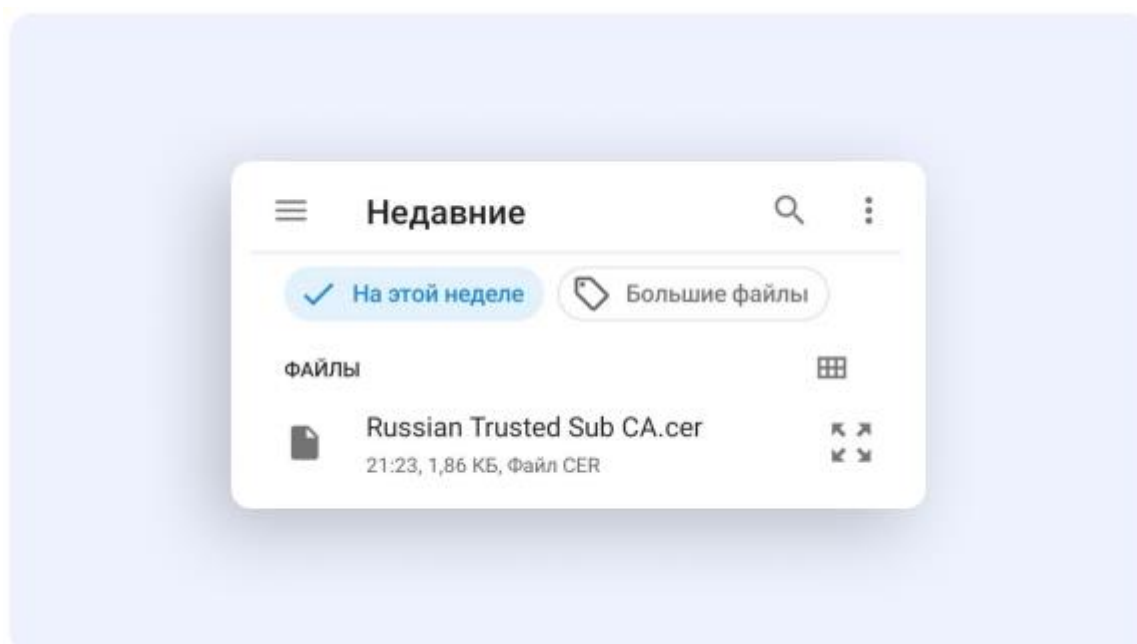 Недавние
На этой неделе
Большие файлы
ФАЙЛЫ
Russian Trusted Sub CA.cer
21:23, 1,86 КБ, Файл CER